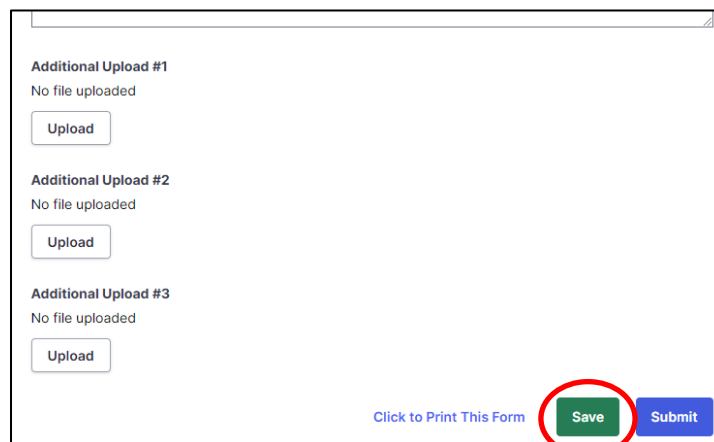 Additional Upload #1
No file uploaded
Upload
Additional Upload #2
No file uploaded
Upload
Additional Upload #3
No file uploaded
Upload
Click to Print This Form Save Submit